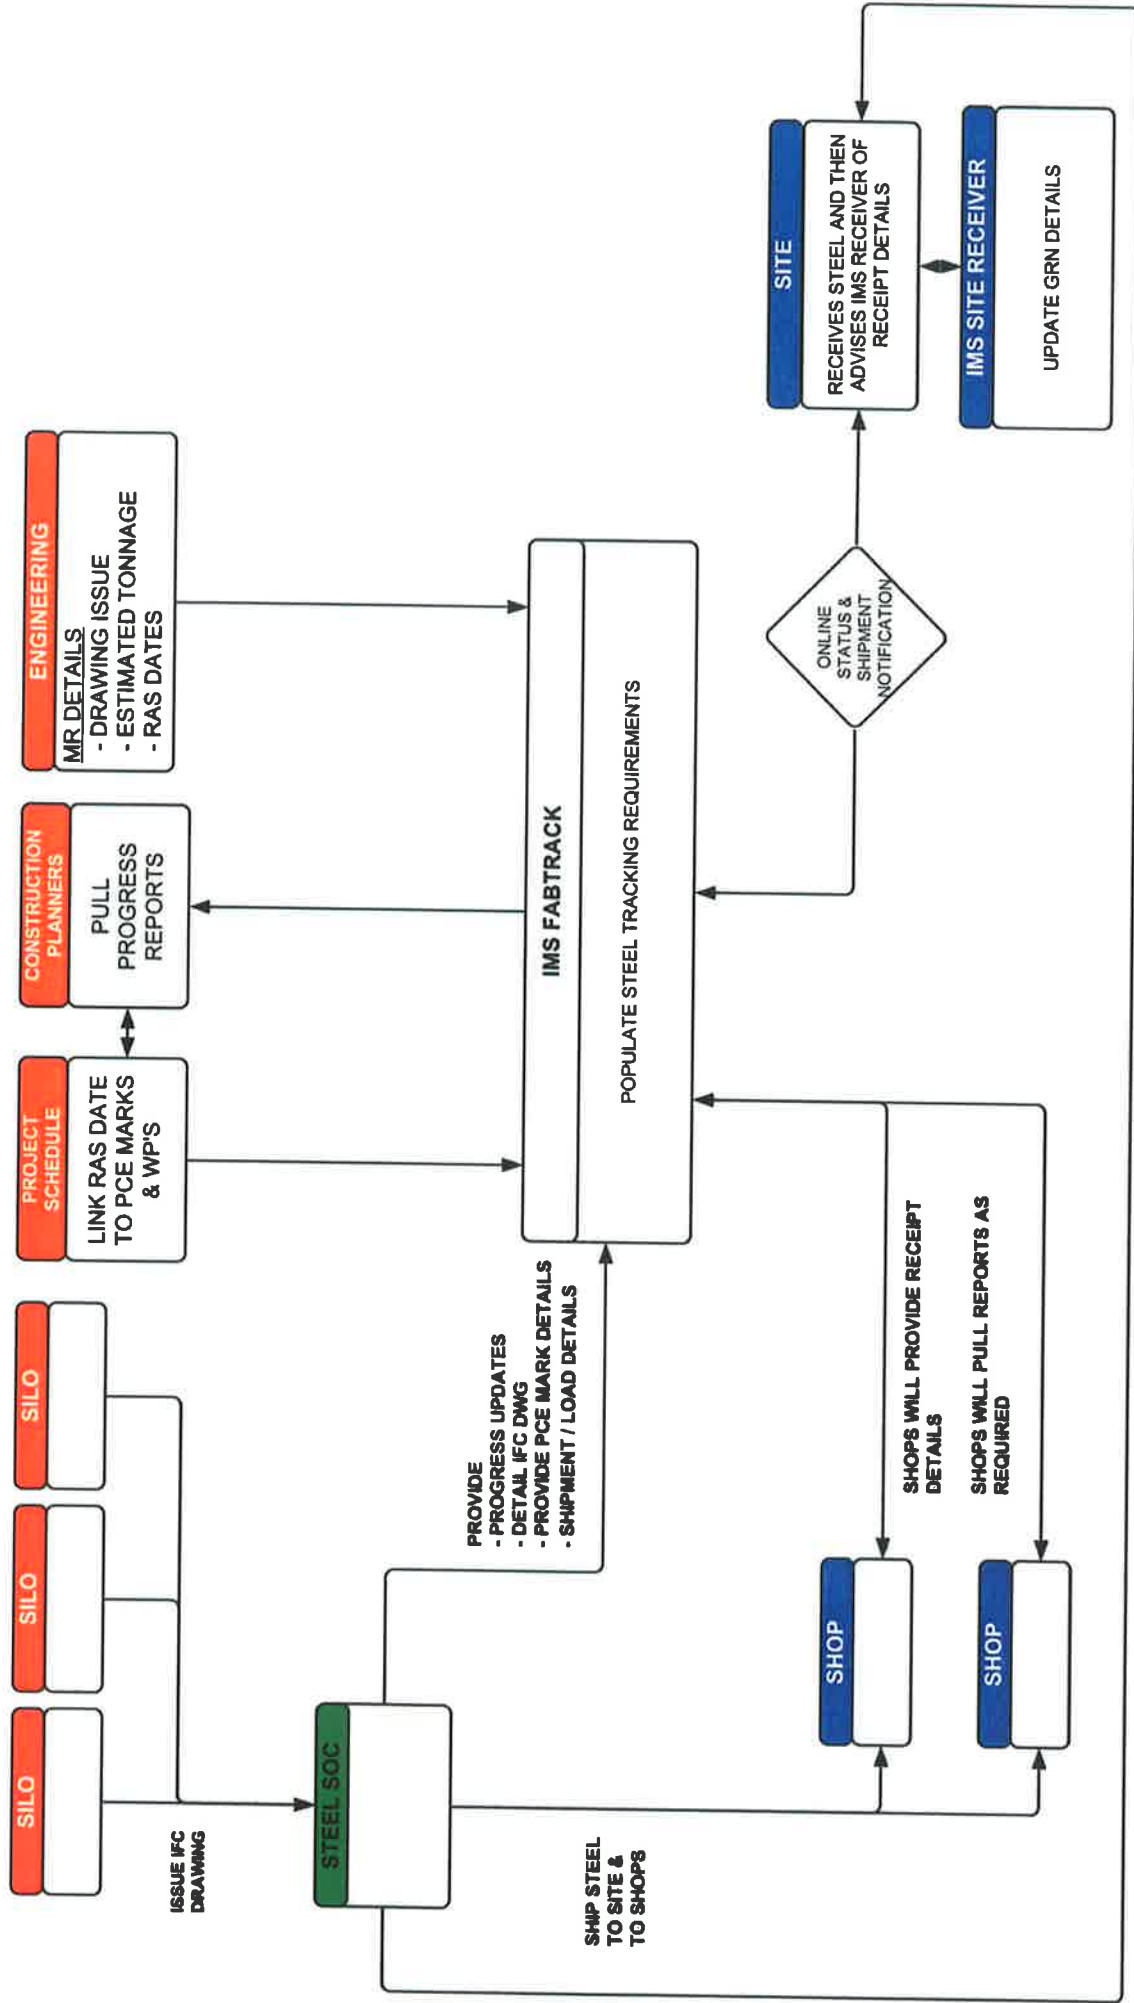 SILO
SILO
SILO
PROJECT
SCHEDULE
LINK RAS DATE
TO PCE MARKS
& WP'S
CONSTRUCTION
PLANNERS
PULL
PROGRESS
REPORTS
ENGINEERING
MR DETAILS
- DRAWING ISSUE
- ESTIMATED TONNAGE
- RAS DATES
ISSUE IFC
DRAWING
STEEL SOC
PROVIDE
- PROGRESS UPDATES
- DETAIL IFC DWG
- PROVIDE PCE MARK DETAILS
- SHIPMENT / LOAD DETAILS
IMS FABTRACK
POPULATE STEEL TRACKING REQUIREMENTS
SHIP STEEL
TO SITE &
TO SHOPS
SHOP
SHOP
SHOPS WILL PROVIDE RECEIPT
DETAILS
SHOPS WILL PULL REPORTS AS
REQUIRED
ONLINE
STATUS &
SHIPMENT
NOTIFICATION
SITE
RECEIVES STEEL AND THEN
ADVISES IMS RECEIVER OF
RECEIPT DETAILS
IMS SITE RECEIVER
UPDATE GRN DETAILS